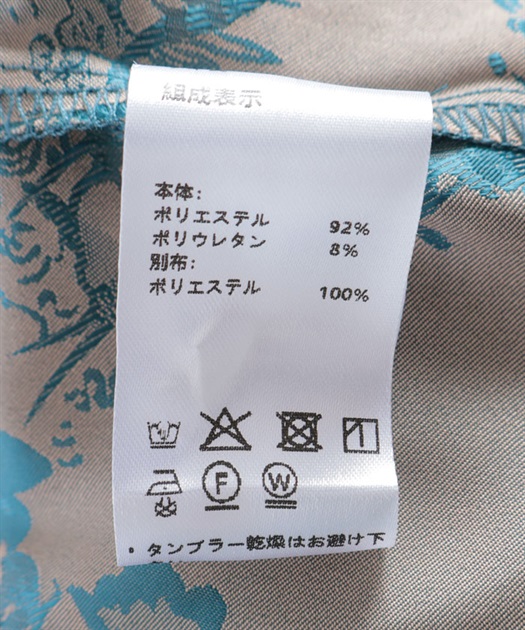 組成表示
本体:
ポリエステル 92%
ポリウレタン 8%
別布:
ポリエステル 100%
F W
・タンブラー乾燥はお避け下